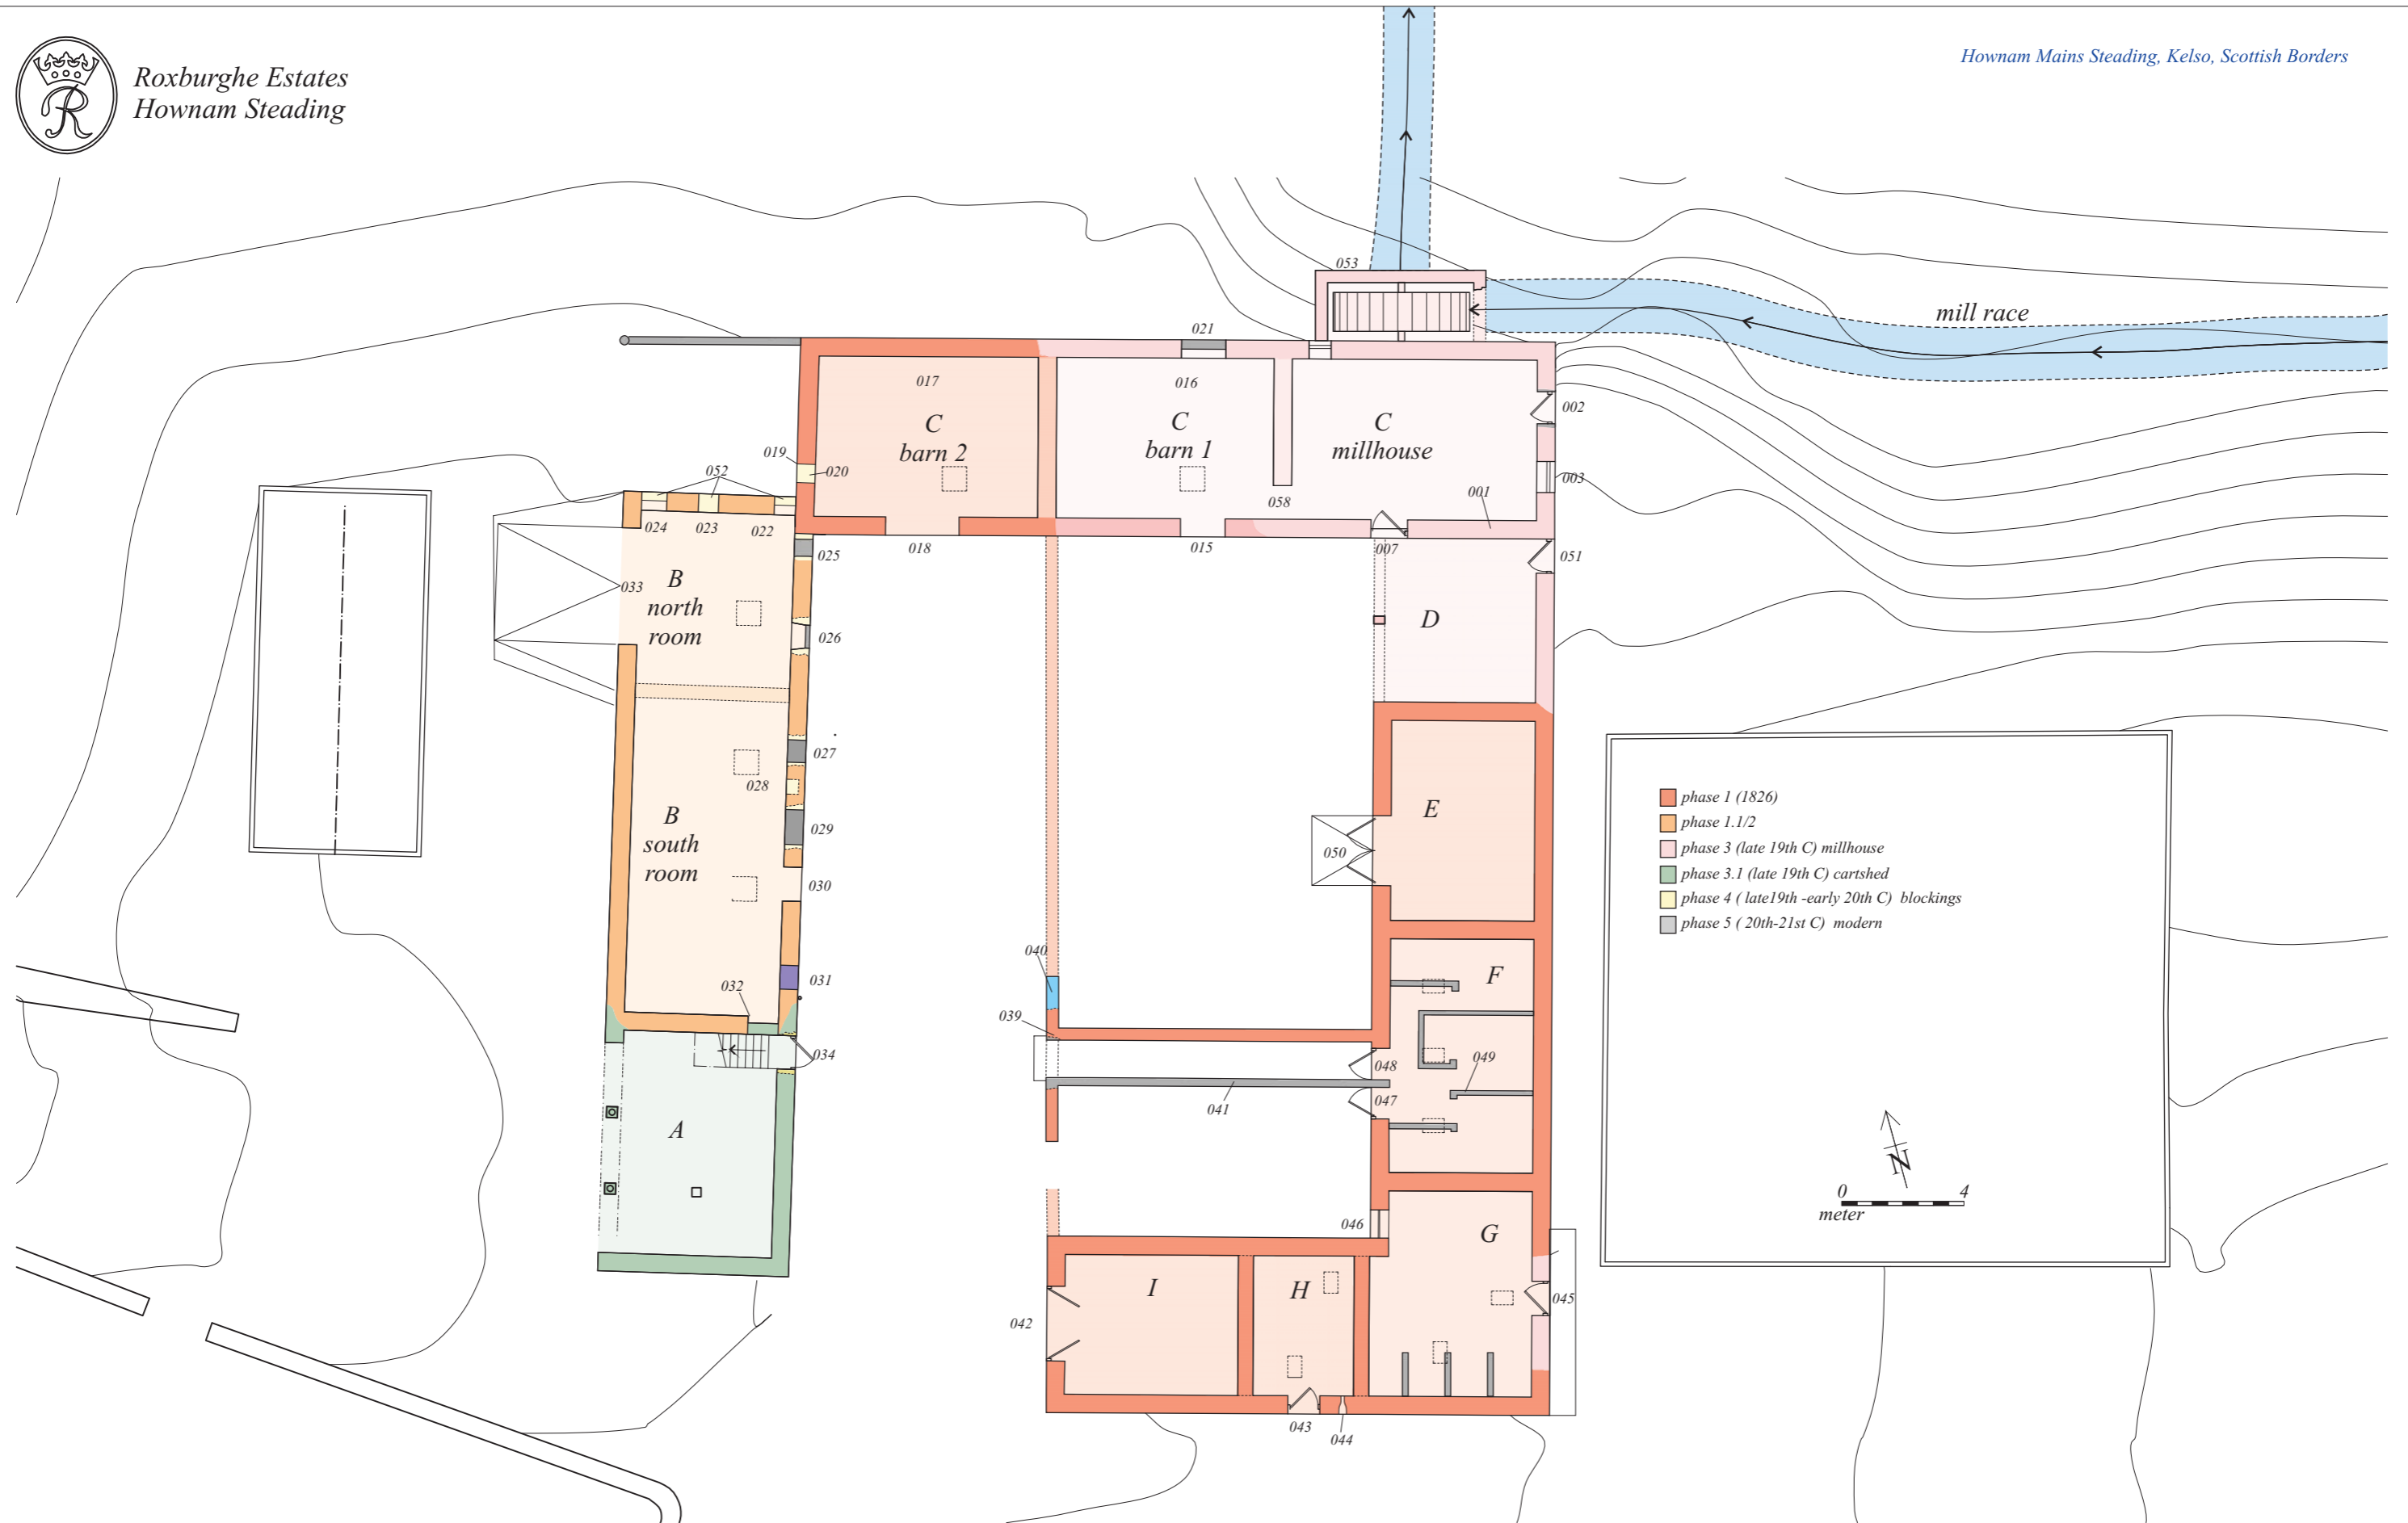 Roxburghe Estates
Hownam Steading
R
Hownam Mains Steading, Kelso, Scottish Borders
053
mill race
021
017
016
002
C
barn 2
C
barn 1
C
millhouse
019
020
052
003
001
058
024
023
022
018
015
007
025
051
033
B
north
room
026
D
027
028
E
B
south
room
029
050
030
040
F
031
032
039
034
048
049
047
041
A
046
G
I
H
045
042
043
044
phase 1 (1826)
phase 1.1/2
phase 3 (late 19th C) millhouse
phase 3.1 (late 19th C) cartshed
phase 4 ( late19th -early 20th C) blockings
phase 5 ( 20th-21st C) modern
N
0 4
meter